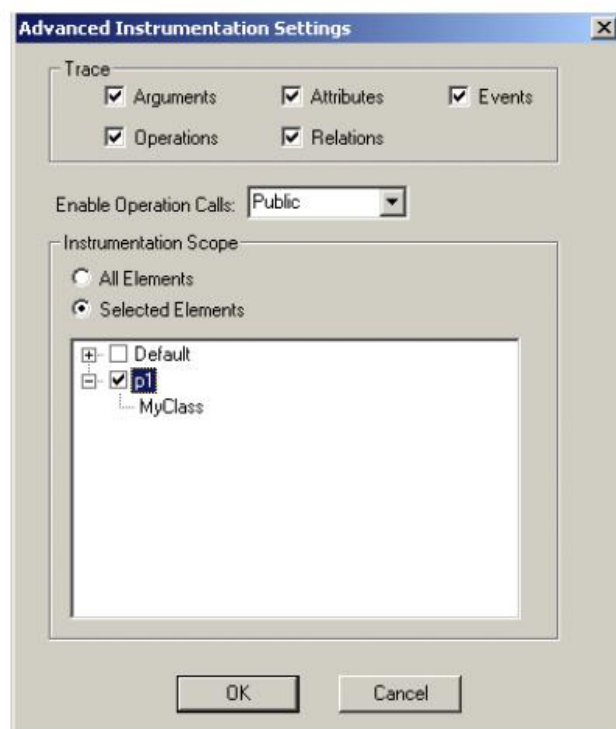 Advanced Instrumentation Settings
Trace
Arguments Attributes Events
Operations Relations
Enable Operation Calls: Public
Instrumentation Scope
All Elements
Selected Elements
Default
p1
MyClass
OK Cancel